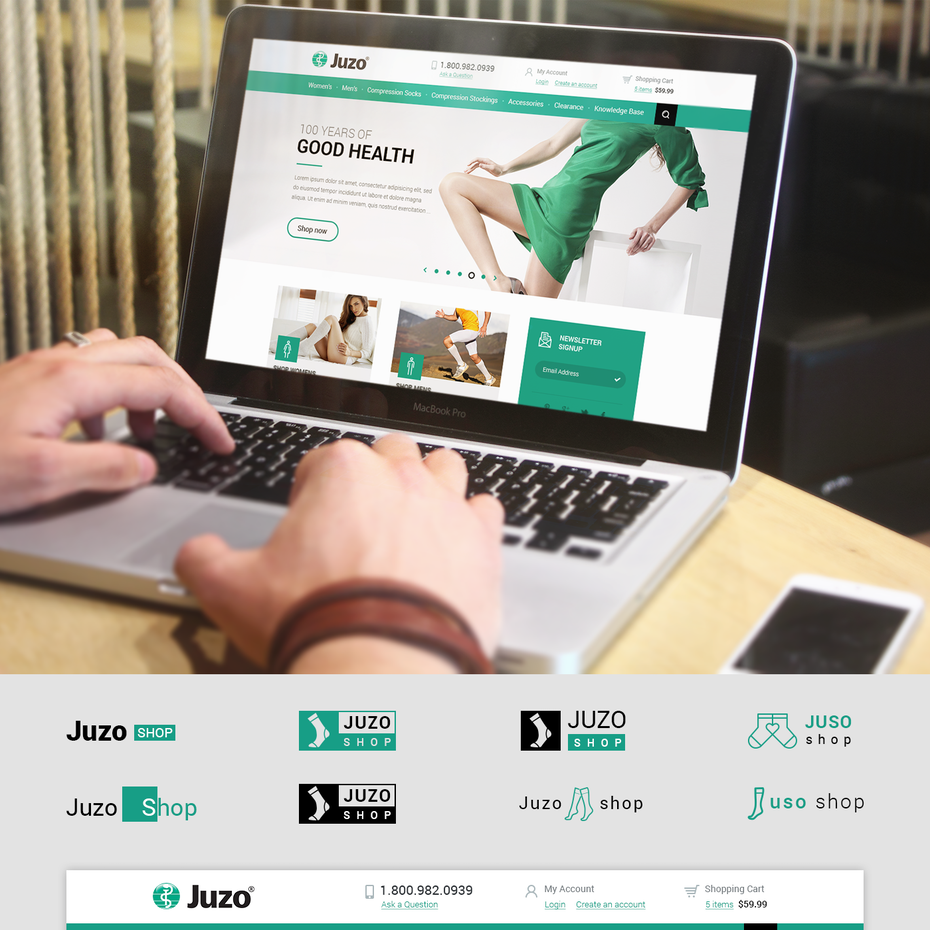 Juzo®
1.800.982.0939
Ask a Question
My Account
Login Create an account
Shopping Cart
5 items $59.99
Women's · Men's · Compression Socks · Compression Stockings · Accessories · Clearance · Knowledge Base
100 YEARS OF
GOOD HEALTH
Lorem ipsum dolor sit amet, consectetur adipisicing elit, sed
do eiusmod tempor incididunt ut labore et dolore magna
aliqua. Ut enim ad minim veniam, quis nostrud exercitation...
Shop now
SHOP WOMENS
SHOP MENS
NEWSLETTER
SIGNUP
Email Address
MacBook Pro
Juzo SHOP
JUZO
SHOP
JUZO
SHOP
JUSO
shop
Juzo Shop
JUZO
SHOP
Juzo shop
uso shop
Juzo®
1.800.982.0939
Ask a Question
My Account
Login Create an account
Shopping Cart
5 items $59.99